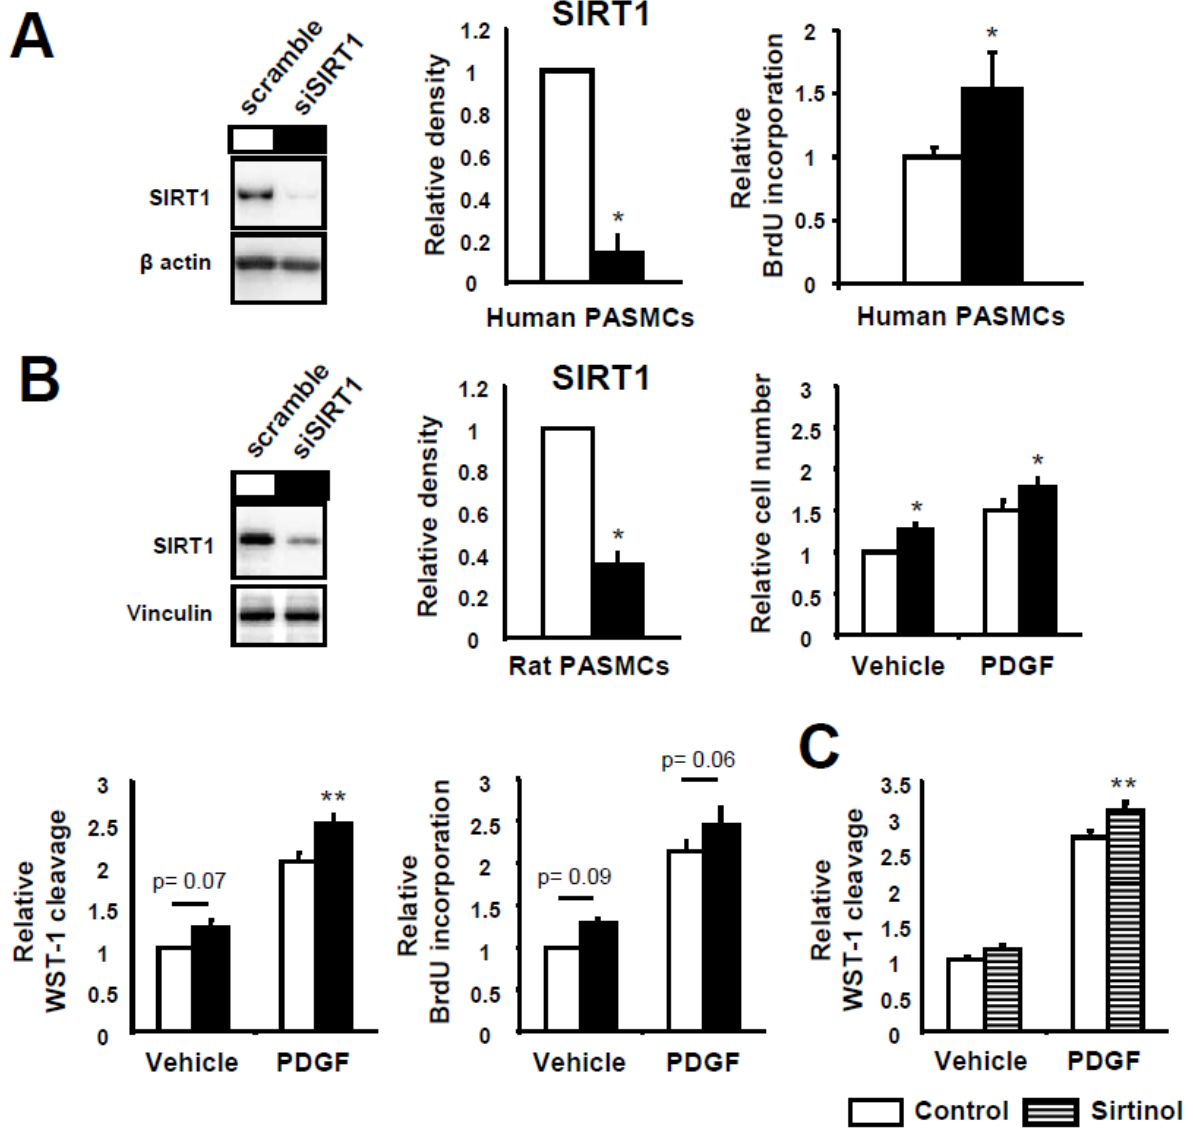 A
scramble
siSIRT1
SIRT1
β actin
SIRT1
Relative density
1.2
1
0.8
0.6
0.4
0.2
0
*
Human PASMCs
Relative
BrdU incorporation
2
1.5
1
0.5
0
*
Human PASMCs
B
scramble
siSIRT1
SIRT1
Vinculin
SIRT1
Relative density
1.2
1
0.8
0.6
0.4
0.2
0
*
Rat PASMCs
Relative cell number
3
2.5
2
1.5
1
0.5
0
*
*
Vehicle PDGF
Relative
WST-1 cleavage
3
2.5
2
1.5
1
0.5
0
p= 0.07
**
Vehicle PDGF
Relative
BrdU incorporation
3
2.5
2
1.5
1
0.5
0
p= 0.09
p= 0.06
Vehicle PDGF
C
Relative
WST-1 cleavage
3.5
3
2.5
2
1.5
1
0.5
0
**
Vehicle PDGF
Control Sirtinol